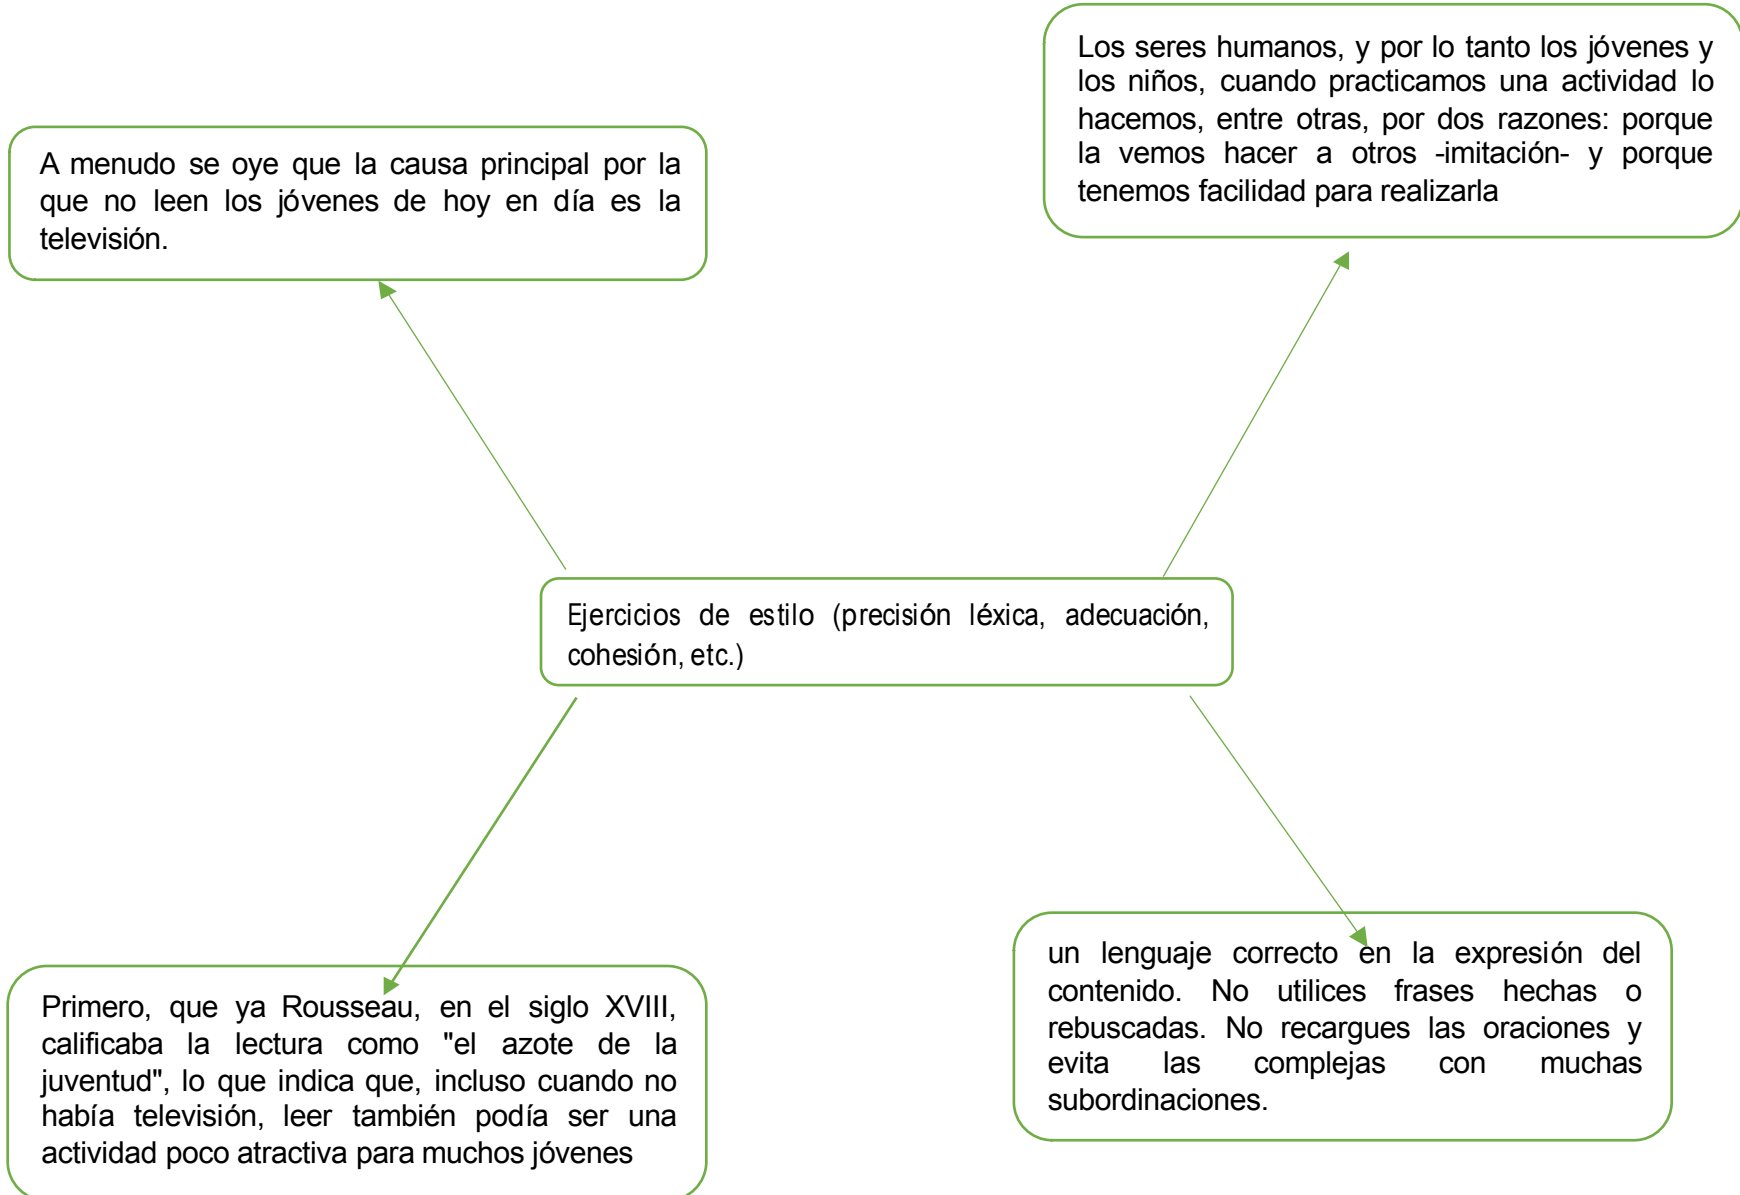 A menudo se oye que la causa principal por la
que no leen los jóvenes de hoy en día es la
televisión.
Los seres humanos, y por lo tanto los jóvenes y
los niños, cuando practicamos una actividad lo
hacemos, entre otras, por dos razones: porque
la vemos hacer a otros -imitación- y porque
tenemos facilidad para realizarla
Ejercicios de estilo (precisión léxica, adecuación,
cohesión, etc.)
Primero, que ya Rousseau, en el siglo XVIII,
calificaba la lectura como "el azote de la
juventud", lo que indica que, incluso cuando no
había televisión, leer también podía ser una
actividad poco atractiva para muchos jóvenes
un lenguaje correcto en la expresión del
contenido. No utilices frases hechas o
rebuscadas. No recargues las oraciones y
evita las complejas con muchas
subordinaciones.